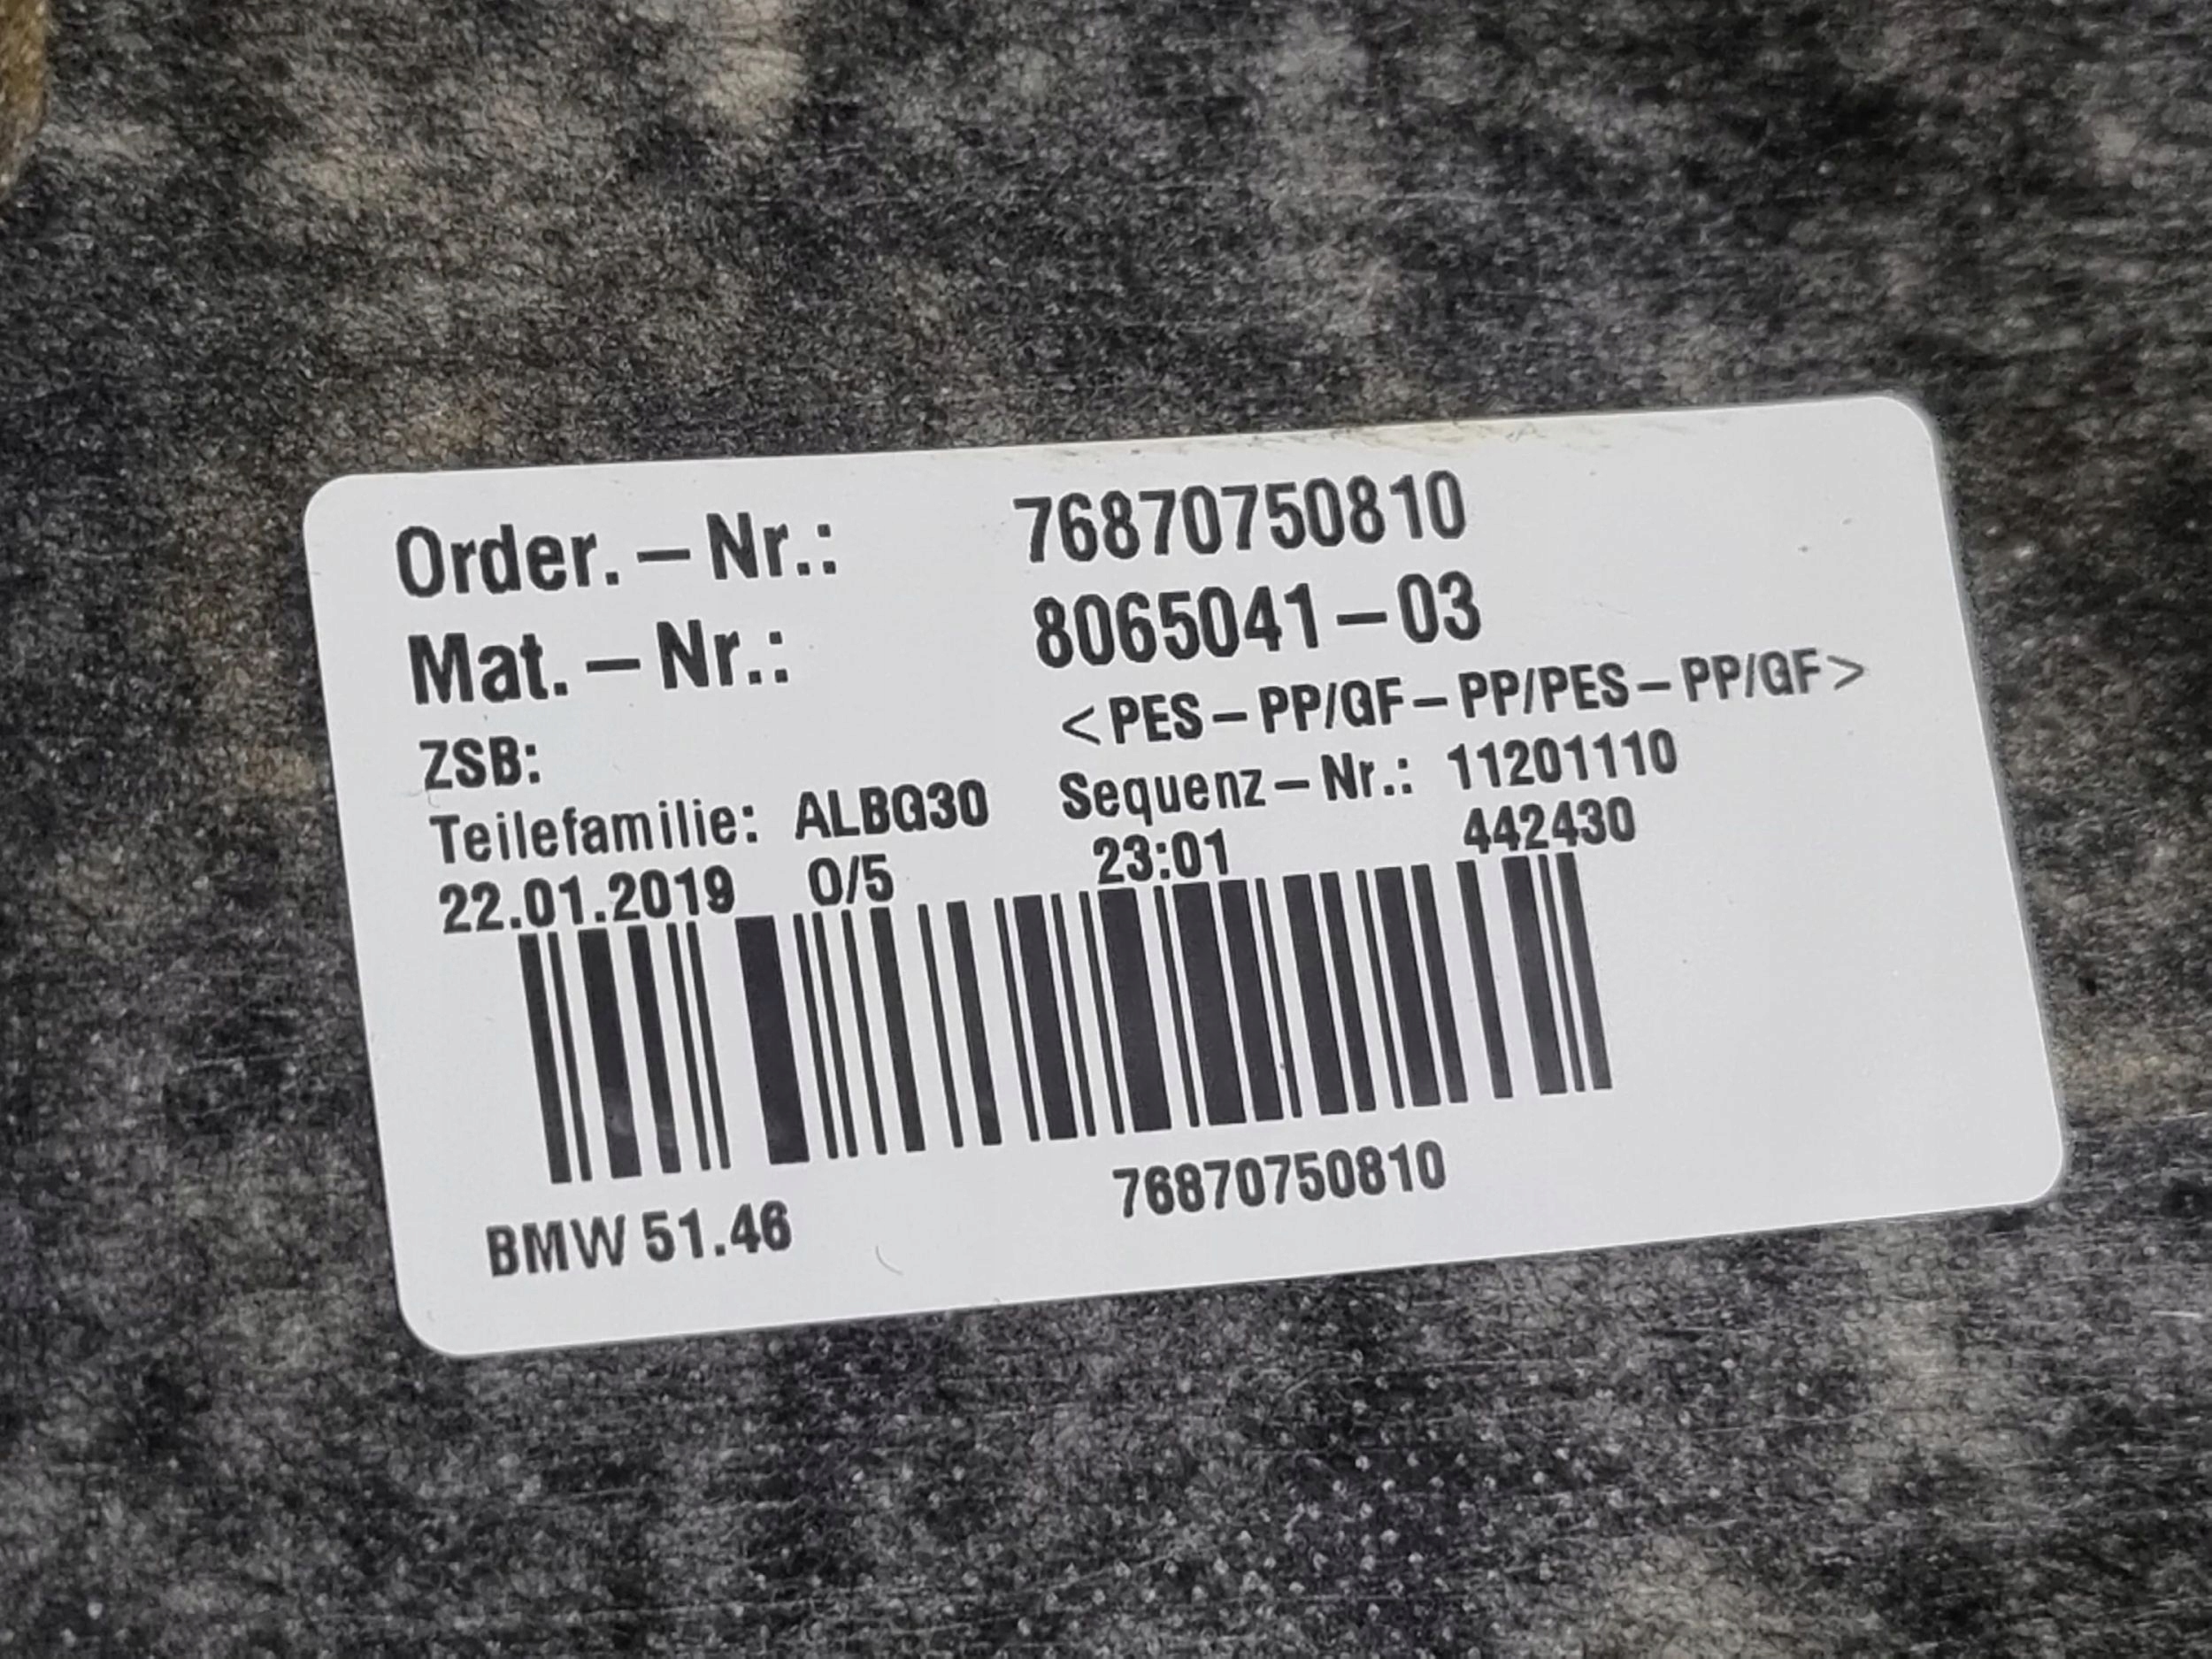 Order.-Nr.: 76870750810
Mat.-Nr.: 8065041-03
<PES-PP/GF-PP/PES-PP/GF>
ZSB:
Teilefamilie: ALBG30 Sequenz-Nr.: 11201110
22.01.2019 0/5 23:01 442430
BMW 51.46 76870750810